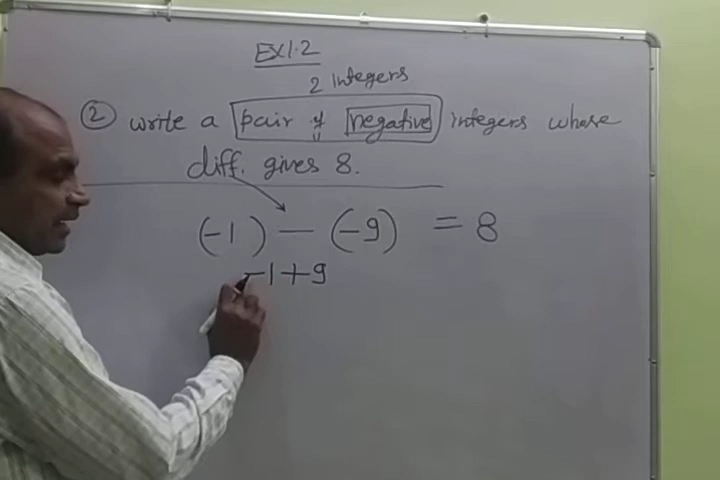 EX1.2
2 integers
② write a pair of negative integers whose
diff. gives 8.
(-1) - (-9) = 8
-1+9